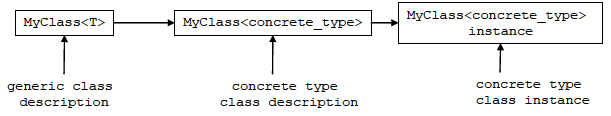 MyClass<T>
MyClass<concrete_type>
MyClass<concrete_type>
instance
generic class
description
concrete type
class description
concrete type
class instance